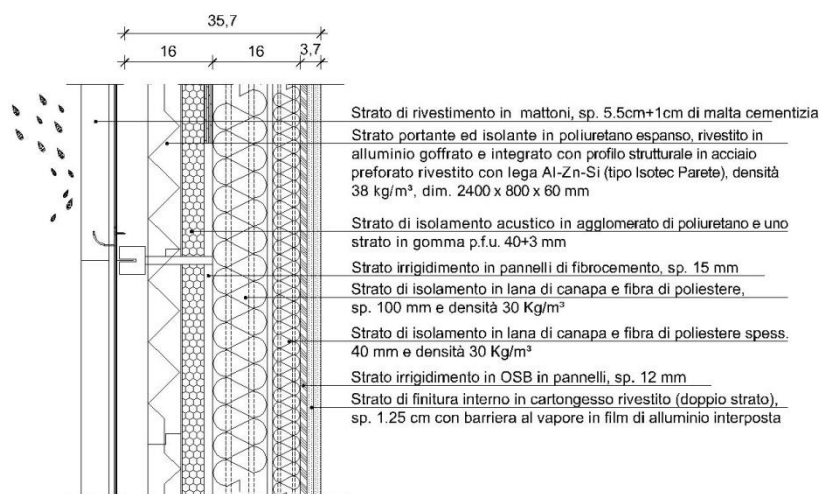 35,7
16 16 3,7
Strato di rivestimento in mattoni, sp. 5.5cm+1cm di malta cementizia
Strato portante ed isolante in poliuretano espanso, rivestito in
alluminio goffrato e integrato con profilo strutturale in acciaio
preforato rivestito con lega Al-Zn-Si (tipo Isotec Parete), densità
38 kg/m³, dim. 2400 x 800 x 60 mm
Strato di isolamento acustico in agglomerato di poliuretano e uno
strato in gomma p.f.u. 40+3 mm
Strato irrigidimento in pannelli di fibrocemento, sp. 15 mm
Strato di isolamento in lana di canapa e fibra di poliestere,
sp. 100 mm e densità 30 Kg/m³
Strato di isolamento in lana di canapa e fibra di poliestere spess.
40 mm e densità 30 Kg/m³
Strato irrigidimento in OSB in pannelli, sp. 12 mm
Strato di finitura interno in cartongesso rivestito (doppio strato),
sp. 1.25 cm con barriera al vapore in film di alluminio interposta